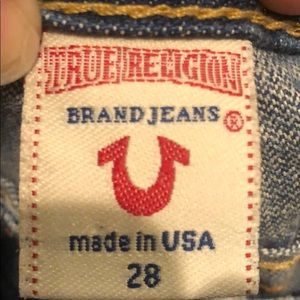 TRUE RELIGION
BRAND JEANS
®
made in USA
28